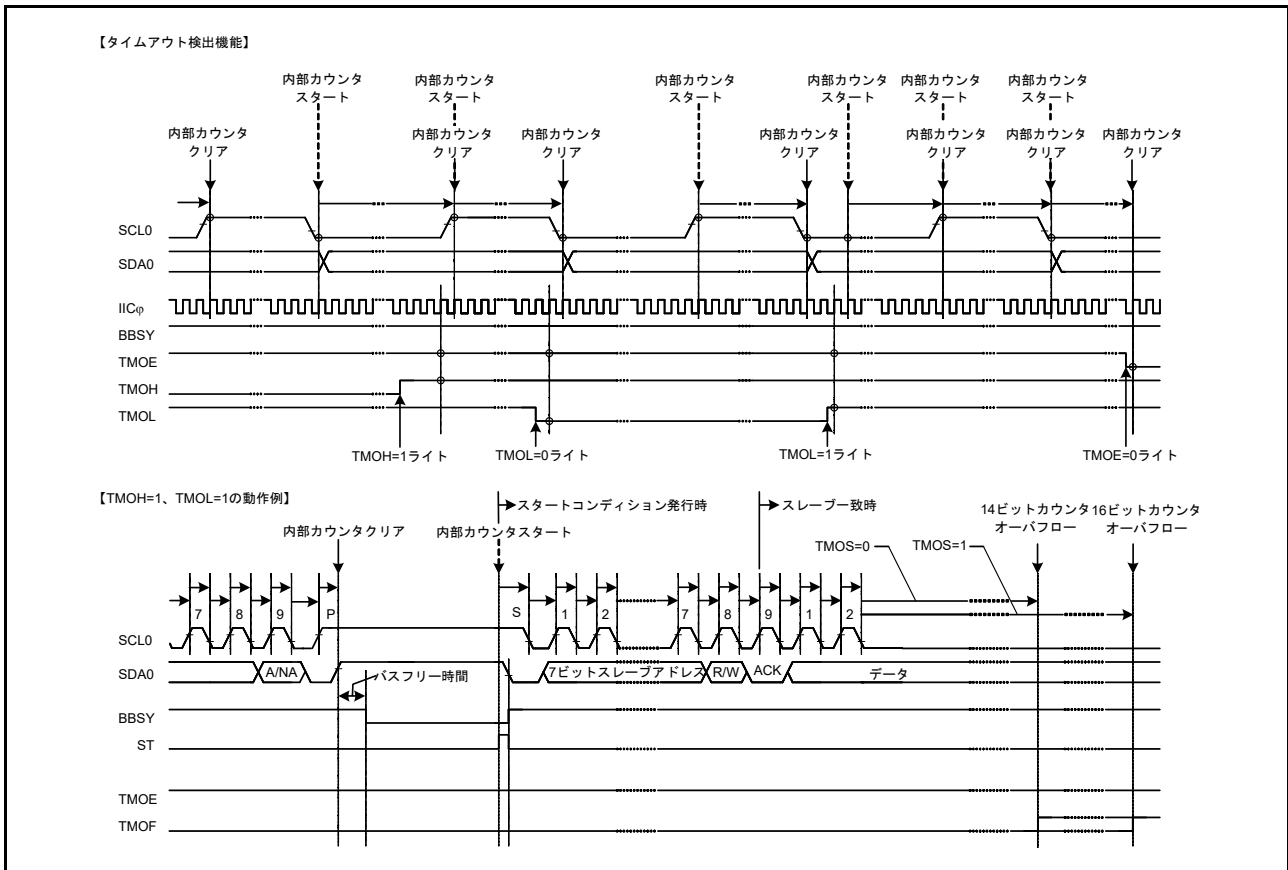 【タイムアウト検出機能】
内部カウンタ
スタート
内部カウンタ
スタート
内部カウンタ
スタート
内部カウンタ
スタート
内部カウンタ
スタート
内部カウンタ
スタート
内部カウンタ
クリア
内部カウンタ
クリア
内部カウンタ
クリア
内部カウンタ
クリア
内部カウンタ
クリア
内部カウンタ
クリア
内部カウンタ
クリア
SCL0
SDA0
IICφ
BBSY
TMOE
TMOH
TMOL
TMOH=1ライト
TMOL=0ライト
TMOL=1ライト
TMOE=0ライト
【TMOH=1、TMOL=1の動作例】
スタートコンディション発行時
スレーブ一致時
内部カウンタクリア
内部カウンタスタート
14ビットカウンタ
オーバフロー
16ビットカウンタ
オーバフロー
TMOS=0
TMOS=1
7 8 9 P S 1 2 7 8 9 1 2
SCL0
SDA0 A/NA バスフリー時間 7ビットスレーブアドレス R/W ACK データ
BBSY
ST
TMOE
TMOF